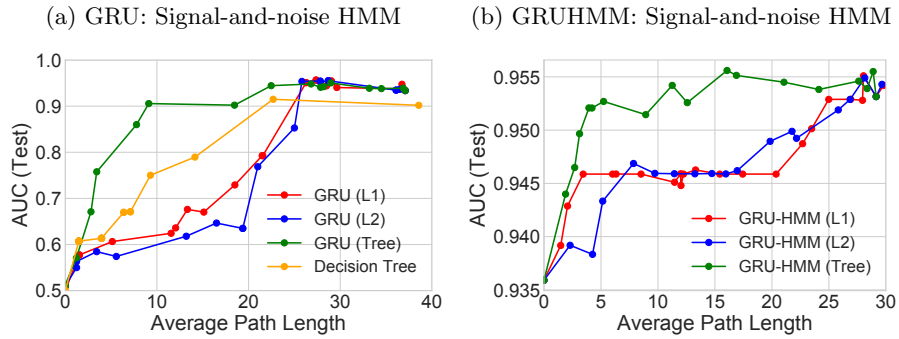 (a) GRU: Signal-and-noise HMM
AUC (Test)
1.0
0.9
0.8
0.7
0.6
0.5
0
10
20
30
40
Average Path Length
GRU (L1)
GRU (L2)
GRU (Tree)
Decision Tree
(b) GRUHMM: Signal-and-noise HMM
AUC (Test)
0.955
0.950
0.945
0.940
0.935
0
5
10
15
20
25
30
Average Path Length
GRU-HMM (L1)
GRU-HMM (L2)
GRU-HMM (Tree)